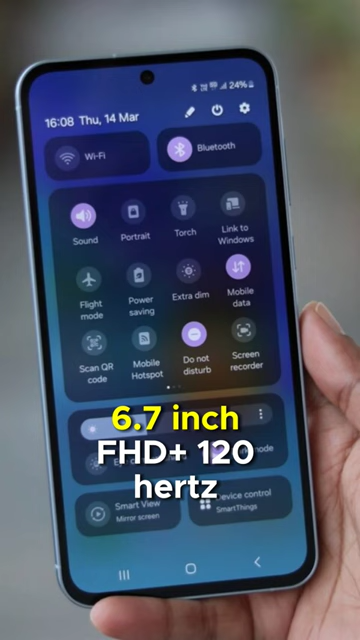 24%
16:08 Thu, 14 Mar
Wi-Fi
Bluetooth
Sound
Portrait
Torch
Link to
Windows
Flight
mode
Power
saving
Extra dim
Mobile
data
Scan QR
code
Mobile
Hotspot
Do not
disturb
Screen
recorder
6.7 inch
FHD+ 120
hertz
mode
Smart View
Mirror screen
Device control
SmartThings